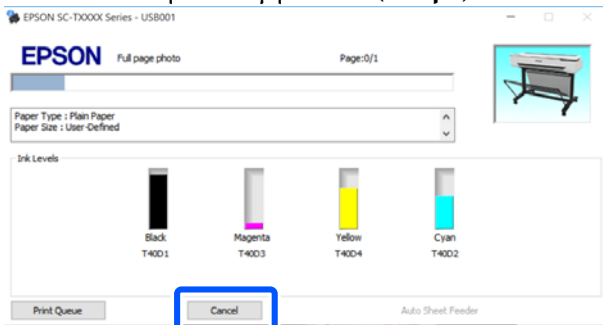 EPSON SC-TXXXX Series - USB001
EPSON Full page photo Page:0/1
Paper Type : Plain Paper
Paper Size : User-Defined
Ink Levels
Black Magenta Yellow Cyan
T40D1 T40D3 T40D4 T40D2
Print Queue Cancel Auto Sheet Feeder